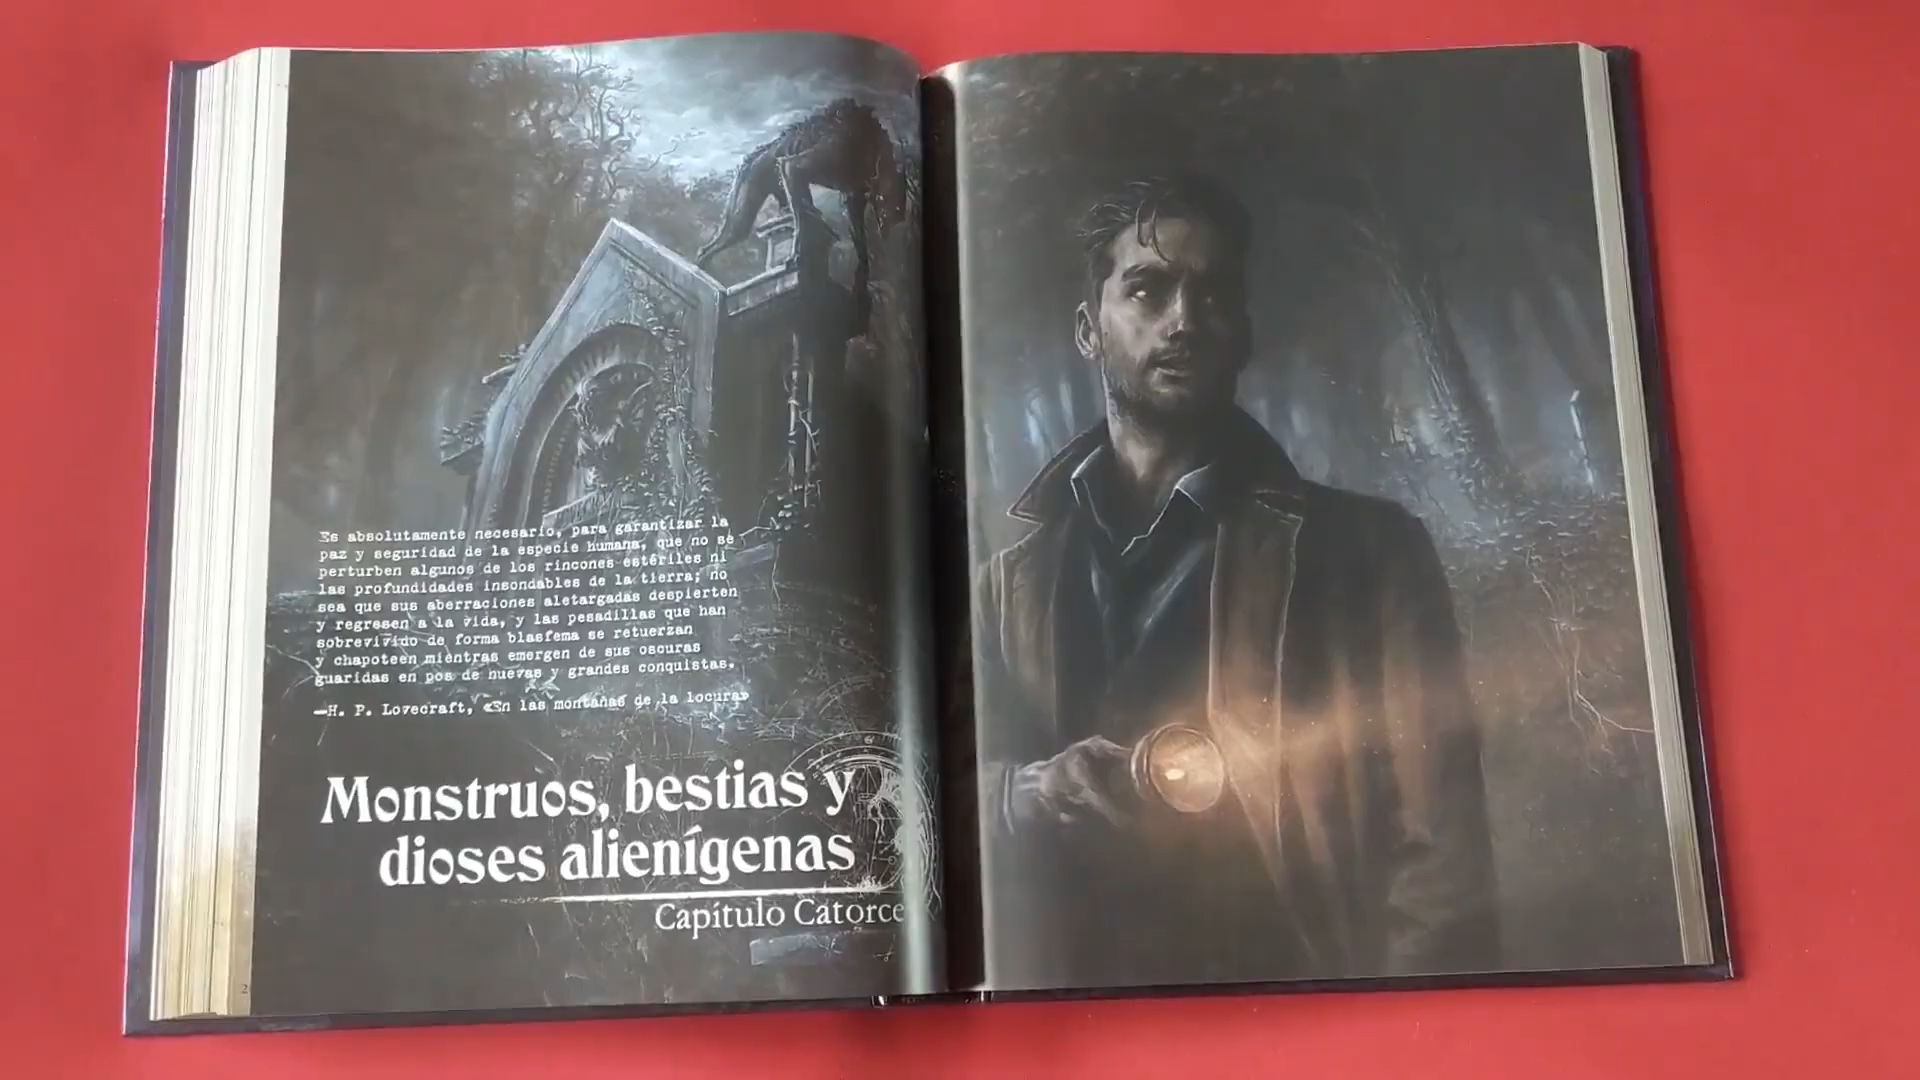 Es absolutamente necesario, para garantizar la
paz y seguridad de la especie humana, que no se
perturben algunos de los rincones estériles ni
las profundidades insondables de la tierra; no
sea que sus aberraciones aletargadas despierten
y regresen a la vida, y las pesadillas que han
sobrevivido de forma blasfema se retuerzan
y chapoteen mientras emergen de sus oscuras
guaridas en pos de nuevas y grandes conquistas.
—H. P. Lovecraft, «En las montañas de la locura»
Monstruos, bestias y
dioses alienígenas
Capítulo Catorce